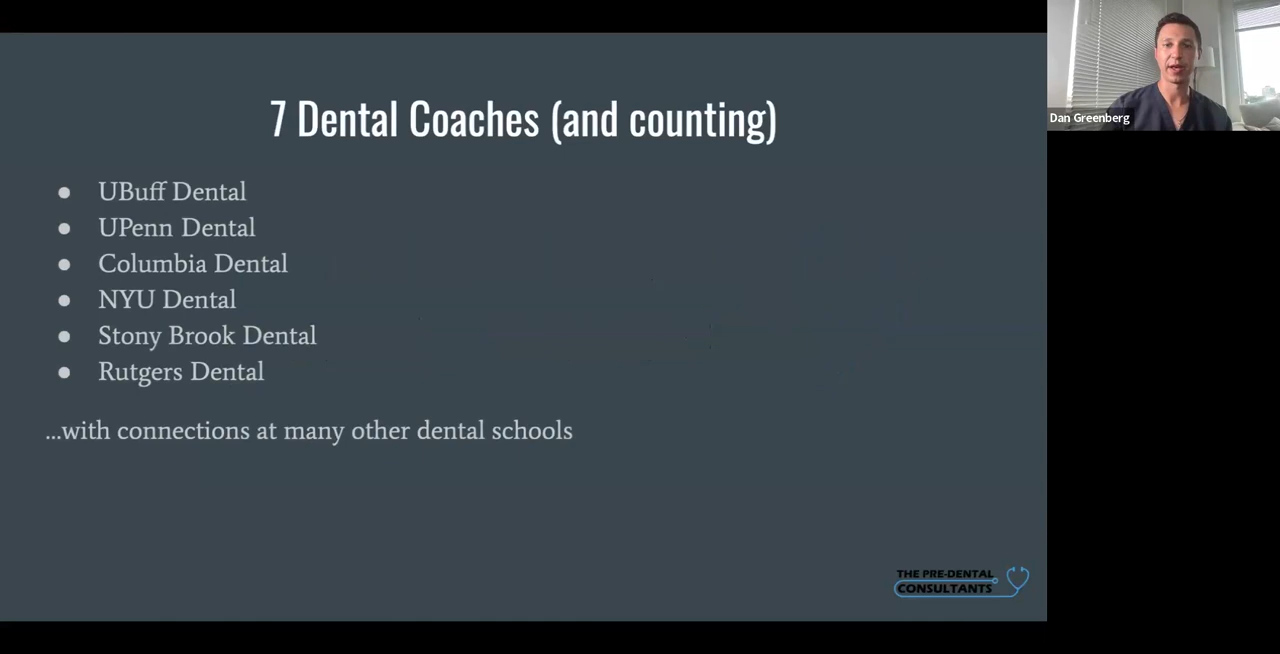 7 Dental Coaches (and counting)
● UBuff Dental
● UPenn Dental
● Columbia Dental
● NYU Dental
● Stony Brook Dental
● Rutgers Dental
...with connections at many other dental schools
THE PRE-DENTAL
CONSULTANTS
Dan Greenberg